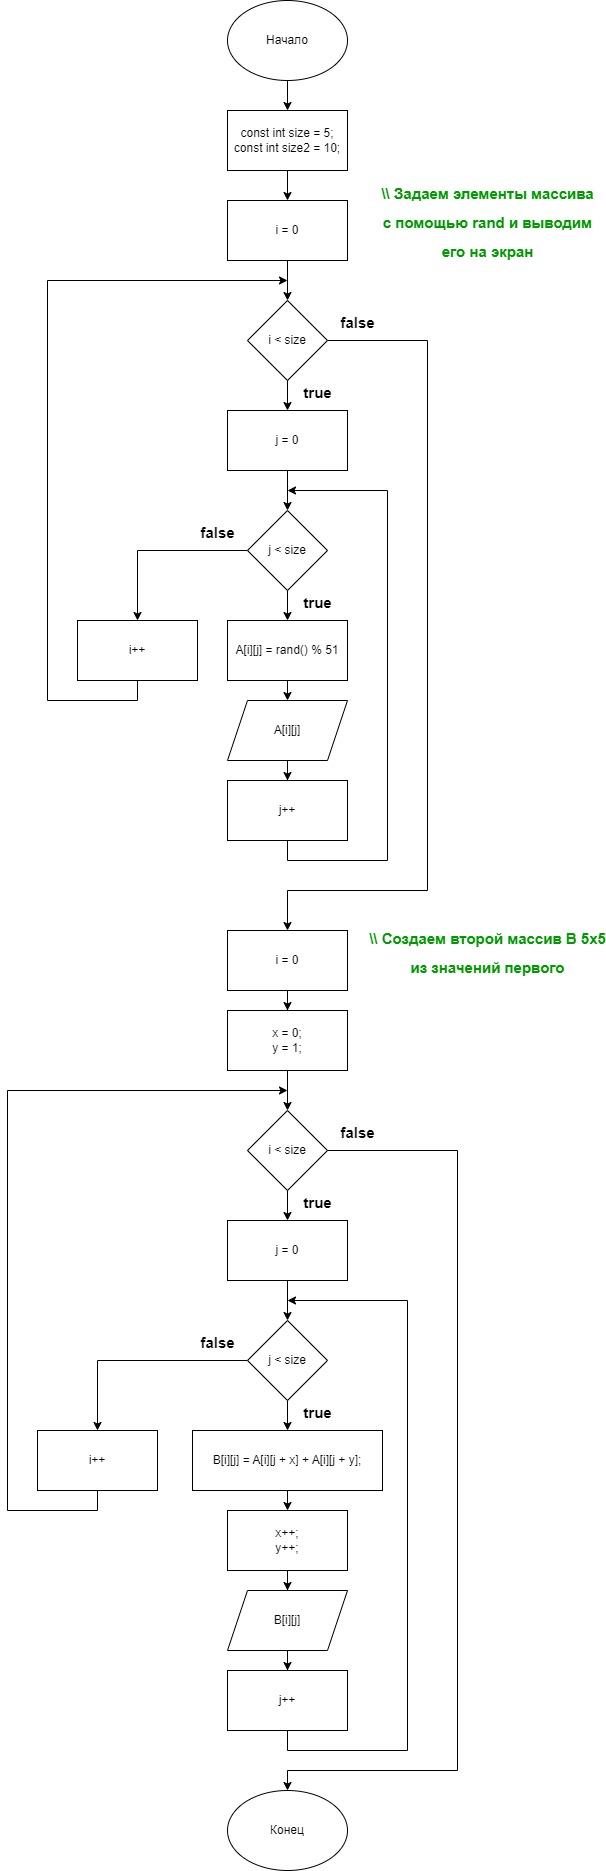 Начало
const int size = 5;
const int size2 = 10;
\\ Задаем элементы массива
с помощью rand и выводим
его на экран
i = 0
false
i < size
true
j = 0
false
j < size
true
i++
A[i][j] = rand() % 51
A[i][j]
j++
\\ Создаем второй массив B 5x5
из значений первого
i = 0
x = 0;
y = 1;
false
i < size
true
j = 0
false
j < size
true
i++
B[i][j] = A[i][j + x] + A[i][j + y];
x++;
y++;
B[i][j]
j++
Конец